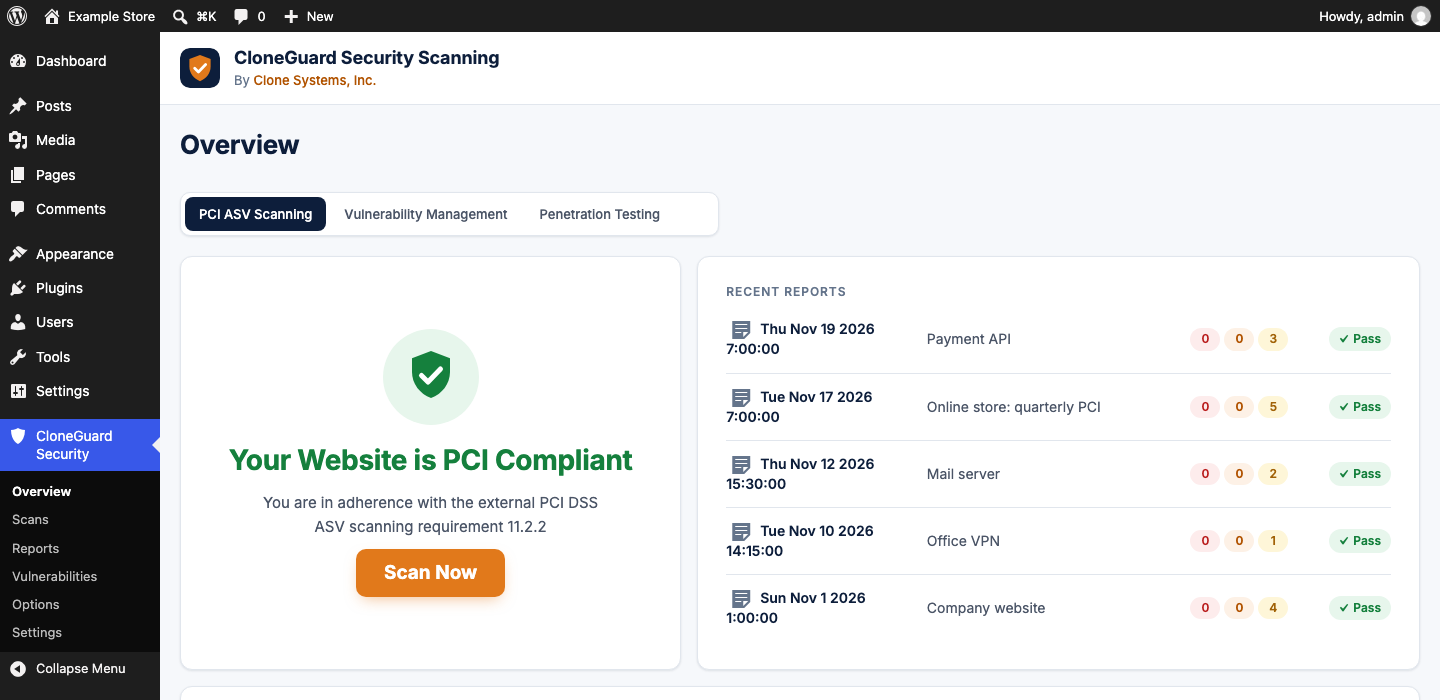 Example Store ⌘K 0 New Howdy, admin
Dashboard
Posts
Media
Pages
Comments
Appearance
Plugins
Users
Tools
Settings
CloneGuard
Security
Overview
Scans
Reports
Vulnerabilities
Options
Settings
Collapse Menu
CloneGuard Security Scanning
By Clone Systems, Inc.
Overview
PCI ASV Scanning Vulnerability Management Penetration Testing
Your Website is PCI Compliant
You are in adherence with the external PCI DSS
ASV scanning requirement 11.2.2
Scan Now
RECENT REPORTS
Thu Nov 19 2026
7:00:00
Payment API 0 0 3 ✓ Pass
Tue Nov 17 2026
7:00:00
Online store: quarterly PCI 0 0 5 ✓ Pass
Thu Nov 12 2026
15:30:00
Mail server 0 0 2 ✓ Pass
Tue Nov 10 2026
14:15:00
Office VPN 0 0 1 ✓ Pass
Sun Nov 1 2026
1:00:00
Company website 0 0 4 ✓ Pass